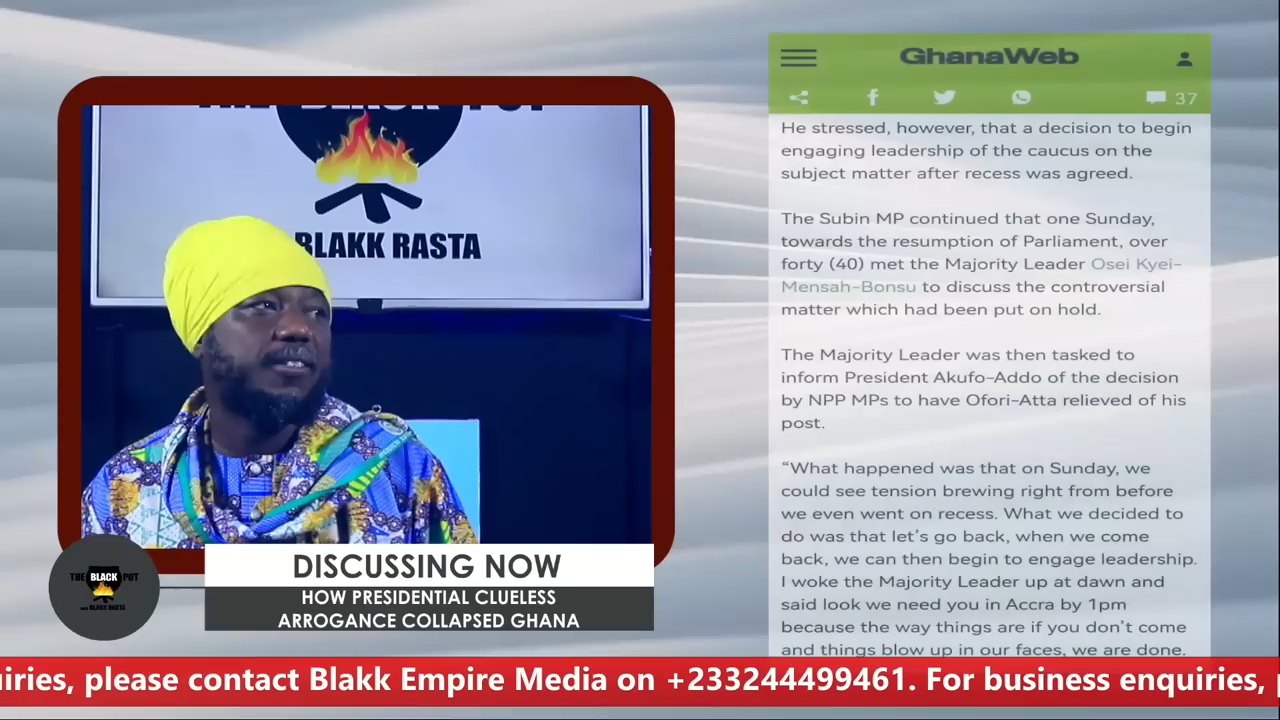 THE BLACK POT
BLAKK RASTA
GhanaWeb
37
He stressed, however, that a decision to begin
engaging leadership of the caucus on the
subject matter after recess was agreed.
The Subin MP continued that one Sunday,
towards the resumption of Parliament, over
forty (40) met the Majority Leader Osei Kyei-
Mensah-Bonsu to discuss the controversial
matter which had been put on hold.
The Majority Leader was then tasked to
inform President Akufo-Addo of the decision
by NPP MPs to have Ofori-Atta relieved of his
post.
“What happened was that on Sunday, we
could see tension brewing right from before
we even went on recess. What we decided to
do was that let's go back, when we come
back, we can then begin to engage leadership.
I woke the Majority Leader up at dawn and
said look we need you in Accra by 1pm
because the way things are if you don't come
and things blow up in our faces, we are done.
THE BLACK POT
WITH BLAKK RASTA
DISCUSSING NOW
HOW PRESIDENTIAL CLUELESS
ARROGANCE COLLAPSED GHANA
iries, please contact Blakk Empire Media on +233244499461. For business enquiries,